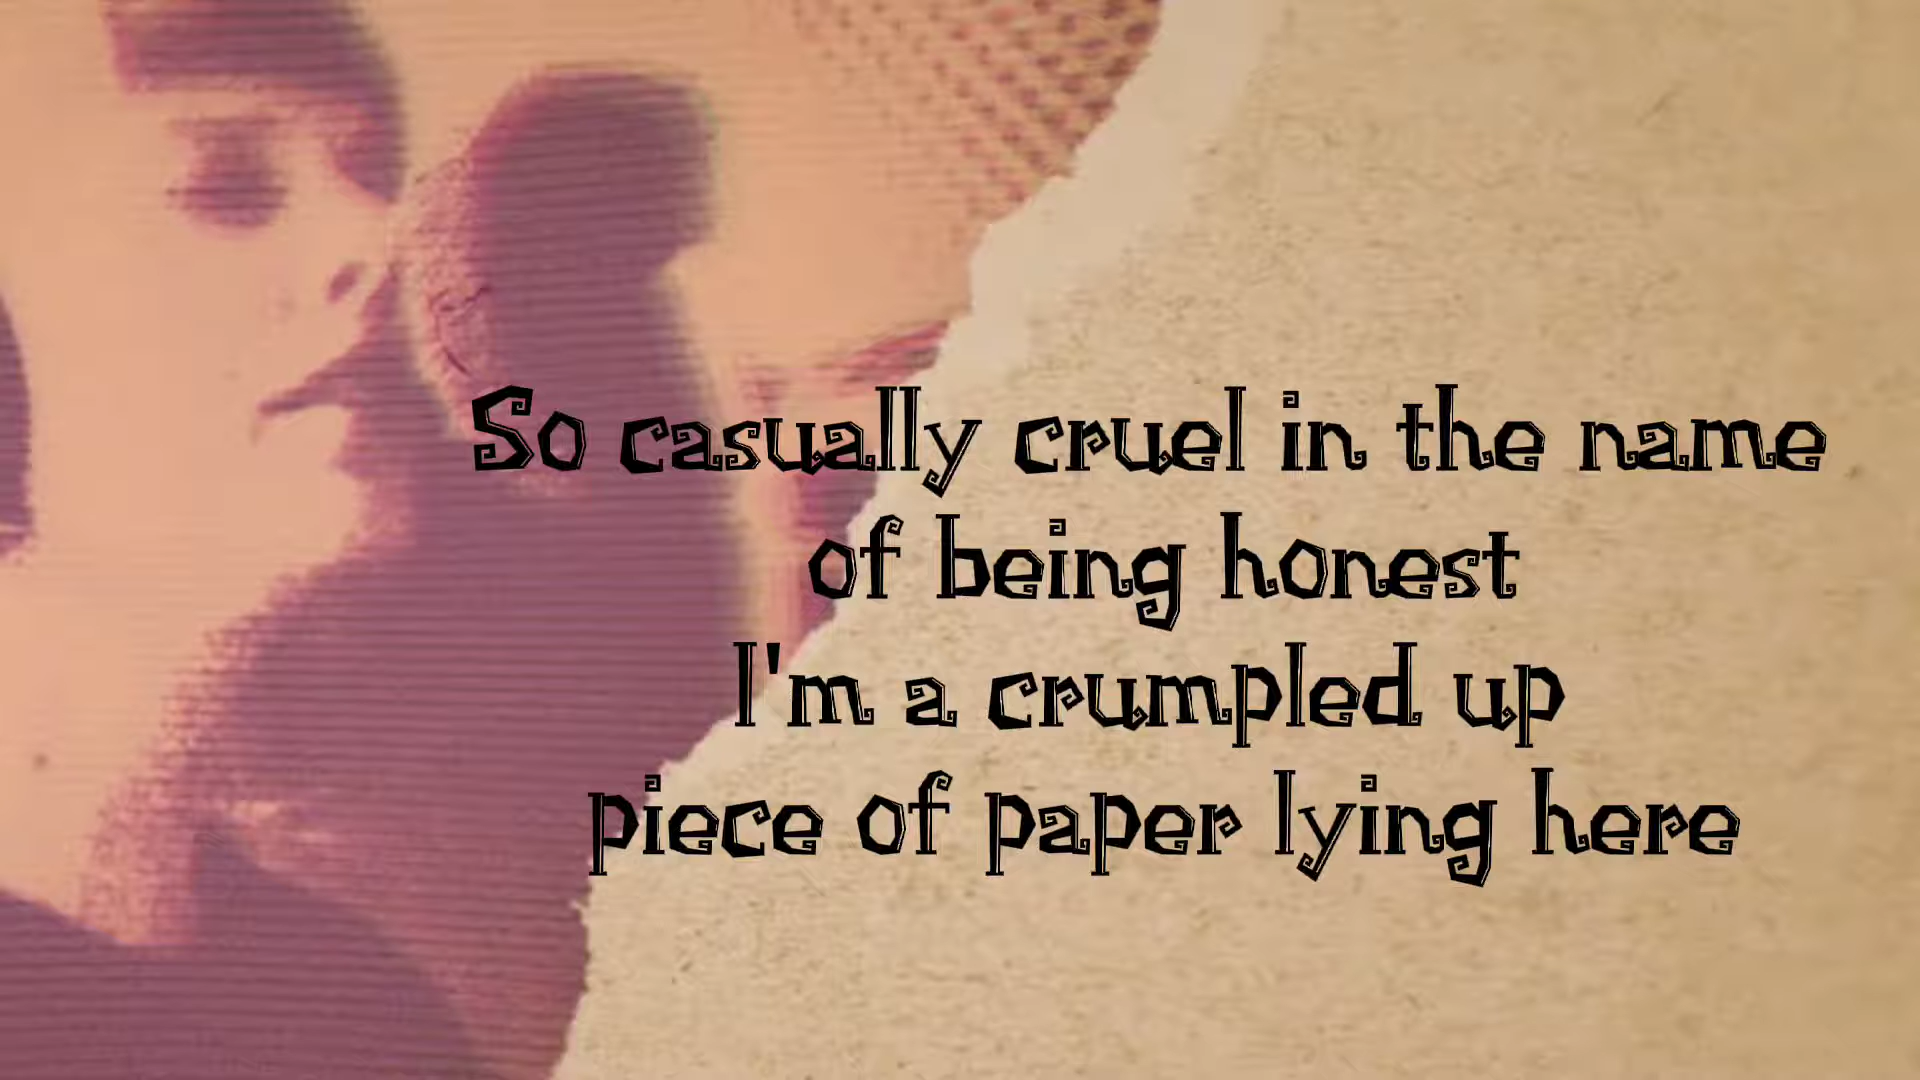 So casually cruel in the name
of being honest
I'm a crumpled up
piece of paper lying here